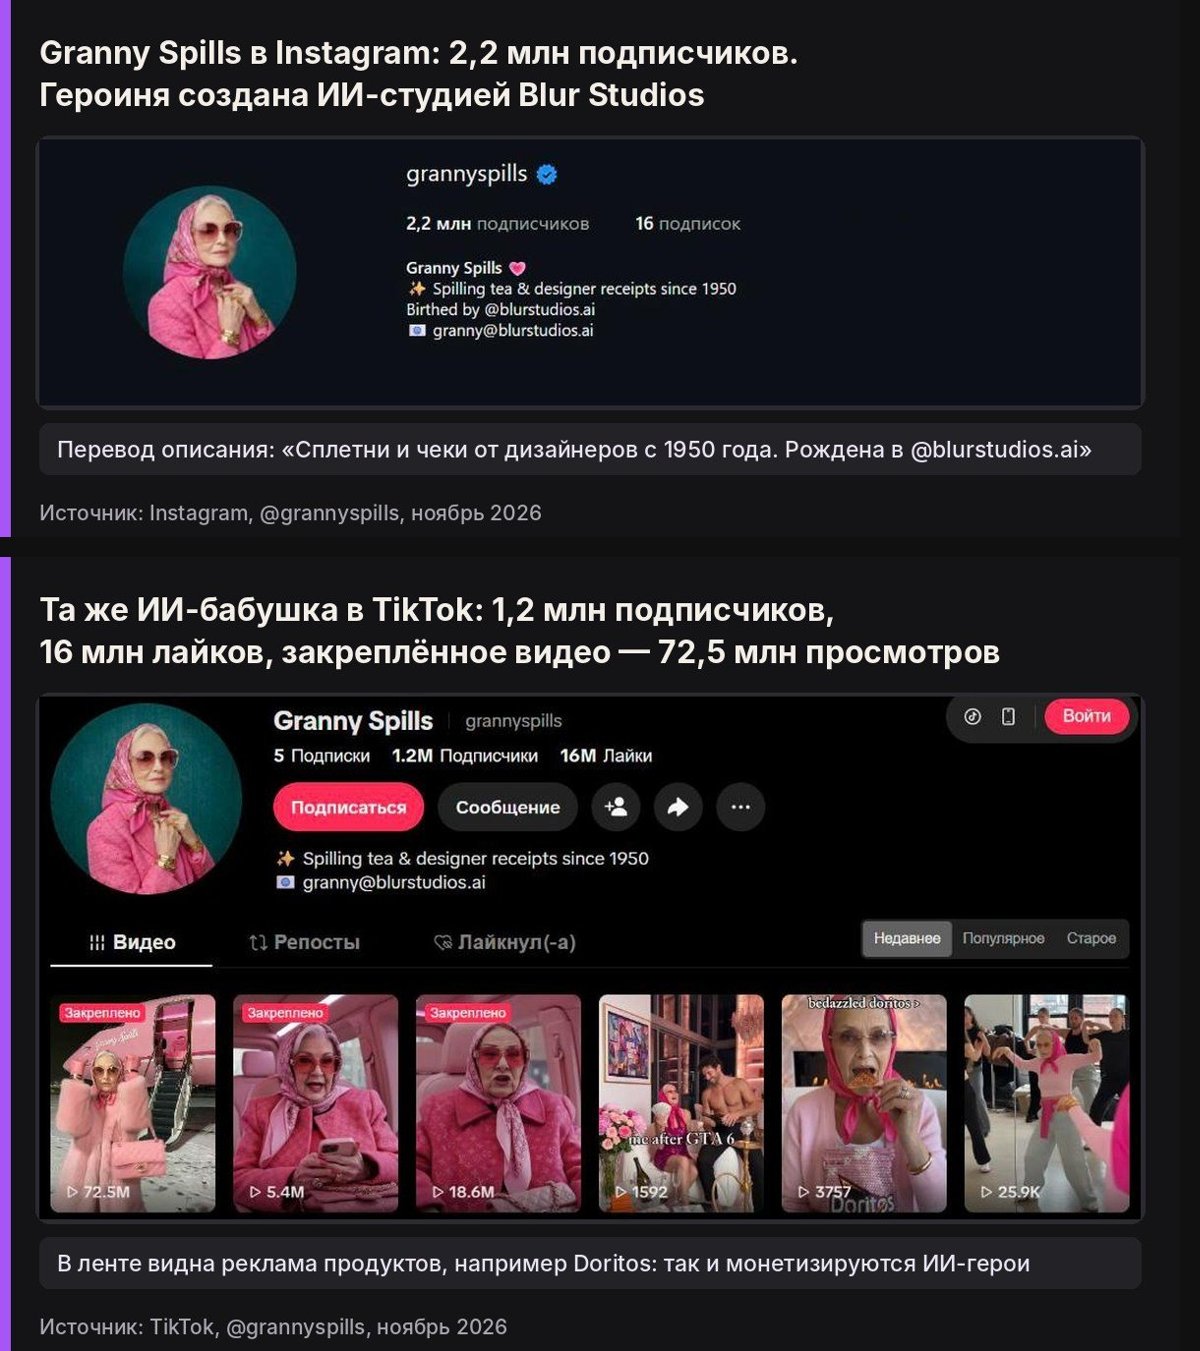 Granny Spills в Instagram: 2,2 млн подписчиков.
Героиня создана ИИ-студией Blur Studios
grannyspills
2,2 млн подписчиков 16 подписок
Granny Spills
Spilling tea & designer receipts since 1950
Birthed by @blurstudios.ai
granny@blurstudios.ai
Перевод описания: «Сплетни и чеки от дизайнеров с 1950 года. Рождена в @blurstudios.ai»
Источник: Instagram, @grannyspills, ноябрь 2026
Та же ИИ-бабушка в TikTok: 1,2 млн подписчиков,
16 млн лайков, закреплённое видео — 72,5 млн просмотров
Granny Spills grannyspills
Войти
5 Подписки 1.2M Подписчики 16M Лайки
Подписаться Сообщение
Spilling tea & designer receipts since 1950
granny@blurstudios.ai
Видео Репосты Лайкнул(-а)
Недавнее Популярное Старое
Закреплено Закреплено Закреплено
bedazzled doritos >
Granny Spills
me after GTA 6
Doritos
72.5M 5.4M 18.6M 1592 3757 25.9K
В ленте видна реклама продуктов, например Doritos: так и монетизируются ИИ-герои
Источник: TikTok, @grannyspills, ноябрь 2026